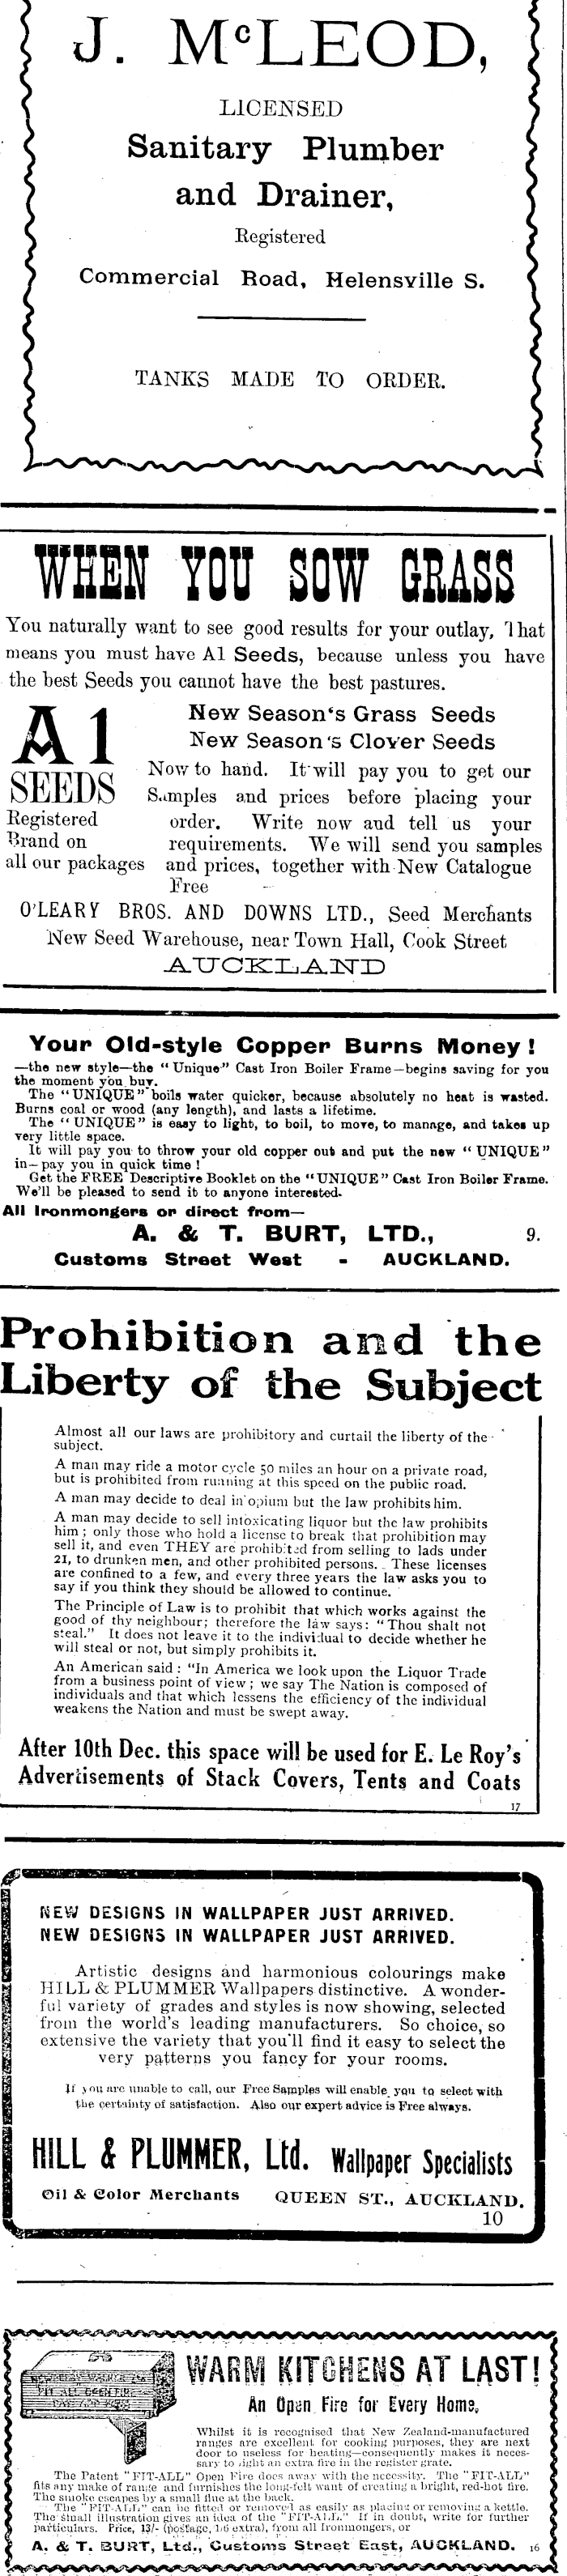 J. McLEOD,
LICENSED
Sanitary Plumber
and Drainer,
Registered
Commercial Road, Helensville S.
TANKS MADE TO ORDER.
WHEN YOU SOW GRASS
You naturally want to see good results for your outlay, That
means you must have A1 Seeds, because unless you have
the best Seeds you cannot have the best pastures.
A1
SEEDS
Registered
Brand on
all our packages
New Season's Grass Seeds
New Season's Clover Seeds
Now to hand. It will pay you to get our
Samples and prices before placing your
order. Write now and tell us your
requirements. We will send you samples
and prices, together with New Catalogue
Free
O'LEARY BROS. AND DOWNS LTD., Seed Merchants
New Seed Warehouse, near Town Hall, Cook Street
AUCKLAND
Your Old-style Copper Burns Money!
—the new style—the "Unique" Cast Iron Boiler Frame—begins saving for you
the moment you buy.
The "UNIQUE" boils water quicker, because absolutely no heat is wasted.
Burns coal or wood (any length), and lasts a lifetime.
The "UNIQUE" is easy to light, to boil, to move, to manage, and takes up
very little space.
It will pay you to throw your old copper out and put the new "UNIQUE"
in—pay you in quick time!
Get the FREE Descriptive Booklet on the "UNIQUE" Cast Iron Boiler Frame.
We'll be pleased to send it to anyone interested.
All Ironmongers or direct from—
A. & T. BURT, LTD., 9.
Customs Street West - AUCKLAND.
Prohibition and the
Liberty of the Subject
Almost all our laws are prohibitory and curtail the liberty of the
subject.
A man may ride a motor cycle 50 miles an hour on a private road,
but is prohibited from running at this speed on the public road.
A man may decide to deal in opium but the law prohibits him.
A man may decide to sell intoxicating liquor but the law prohibits
him; only those who hold a license to break that prohibition may
sell it, and even THEY are prohibited from selling to lads under
21, to drunken men, and other prohibited persons. These licenses
are confined to a few, and every three years the law asks you to
say if you think they should be allowed to continue.
The Principle of Law is to prohibit that which works against the
good of thy neighbour; therefore the law says: "Thou shalt not
steal." It does not leave it to the individual to decide whether he
will steal or not, but simply prohibits it.
An American said: "In America we look upon the Liquor Trade
from a business point of view; we say The Nation is composed of
individuals and that which lessens the efficiency of the individual
weakens the Nation and must be swept away.
After 10th Dec. this space will be used for E. Le Roy's
Advertisements of Stack Covers, Tents and Coats
17
NEW DESIGNS IN WALLPAPER JUST ARRIVED.
NEW DESIGNS IN WALLPAPER JUST ARRIVED.
Artistic designs and harmonious colourings make
HILL & PLUMMER Wallpapers distinctive. A wonder-
ful variety of grades and styles is now showing, selected
from the world's leading manufacturers. So choice, so
extensive the variety that you'll find it easy to select the
very patterns you fancy for your rooms.
If you are unable to call, our Free Samples will enable you to select with
the certainty of satisfaction. Also our expert advice is Free always.
HILL & PLUMMER, Ltd. Wallpaper Specialists
Oil & Color Merchants QUEEN ST., AUCKLAND.
10
WARM KITCHENS AT LAST!
An Open Fire for Every Home,
Whilst it is recognised that New Zealand-manufactured
ranges are excellent for cooking purposes, they are next
door to useless for heating—consequently makes it neces-
sary to light an extra fire in the register grate.
The Patent "FIT-ALL" Open Fire does away with the necessity. The "FIT-ALL"
fits any make of range and furnishes the long-felt want of creating a bright, red-hot fire.
The smoke escapes by a small flue at the back.
The "FIT-ALL" can be fitted or removed as easily as placing or removing a kettle.
The small illustration gives an idea of the "FIT-ALL." If in doubt, write for further
particulars. Price, 13/- (postage, 1/6 extra), from all Ironmongers, or
A. & T. BURT, Ltd., Customs Street East, AUCKLAND. 16